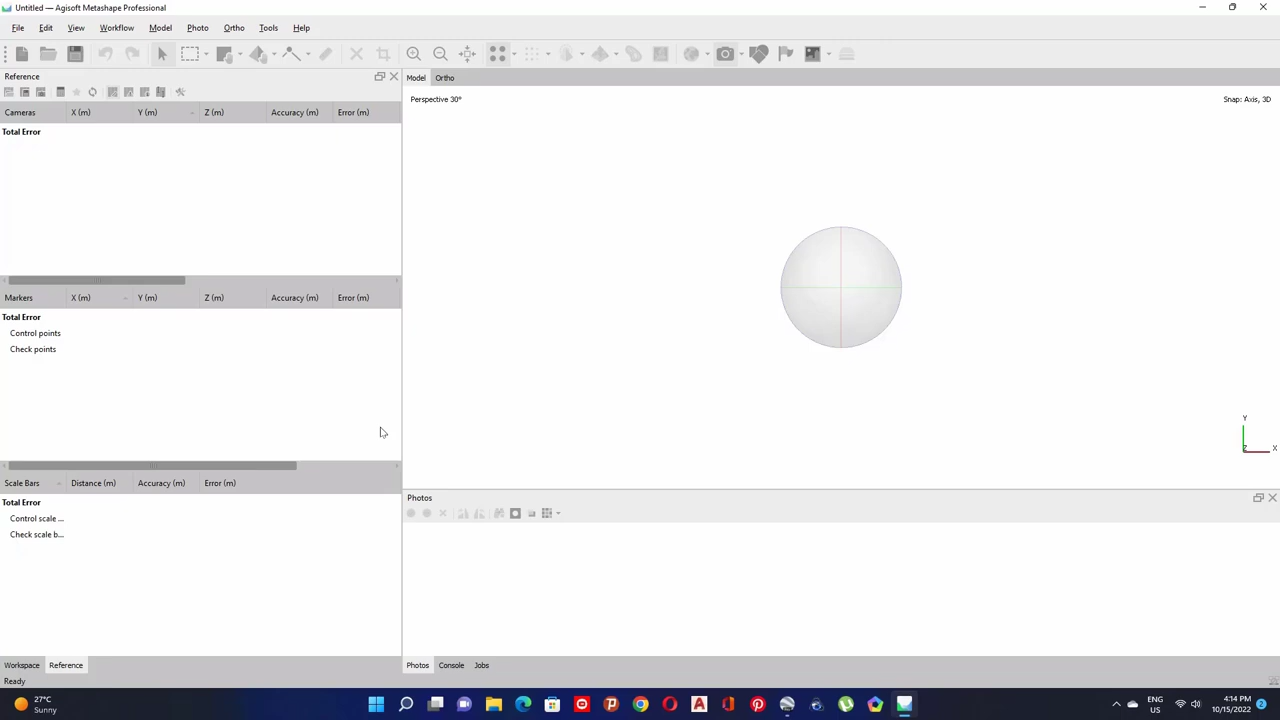 Untitled — Agisoft Metashape Professional
File Edit View Workflow Model Photo Ortho Tools Help
Reference
Model Ortho
Perspective 30°
Snap: Axis, 3D
Cameras X (m) Y (m) Z (m) Accuracy (m) Error (m)
Total Error
Markers X (m) Y (m) Z (m) Accuracy (m) Error (m)
Total Error
Control points
Check points
Y
Z X
Scale Bars Distance (m) Accuracy (m) Error (m)
Total Error
Control scale ...
Check scale b...
Photos
Workspace Reference
Photos Console Jobs
Ready
27°C
Sunny
ENG
US
4:14 PM
10/15/2022
2